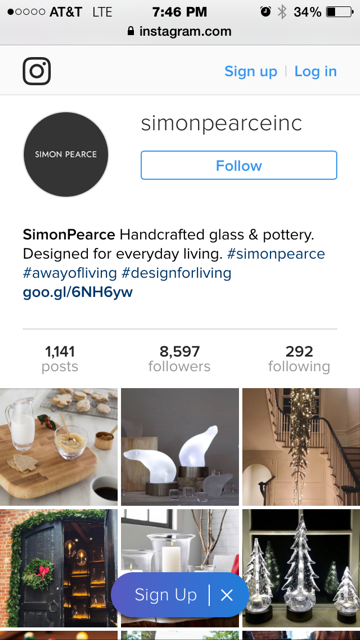 AT&T LTE 7:46 PM 34%
instagram.com
Sign up | Log in
simonpearceinc
SIMON PEARCE
Follow
SimonPearce Handcrafted glass & pottery.
Designed for everyday living. #simonpearce
#awayofliving #designforliving
goo.gl/6NH6yw
1,141 8,597 292
posts followers following
Sign Up | ×